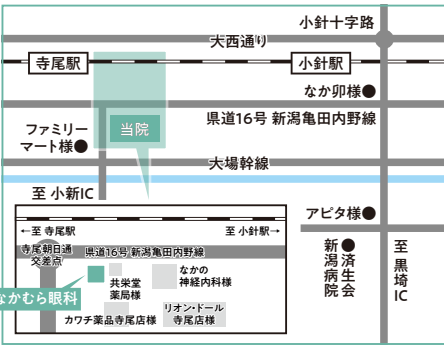 小針十字路
大西通り
寺尾駅
小針駅
なか卯様●
県道16号 新潟亀田内野線
ファミリー
マート様●
当院
大場幹線
至 小新IC
アピタ様●
済生会
新潟病院
至 黒埼IC
←至 寺尾駅
至 小針駅→
寺尾朝日通
交差点
県道16号 新潟亀田内野線
なかの
神経内科様
共栄堂
薬局様
なかむら眼科
カワチ薬品寺尾店様
リオン・ドール
寺尾店様